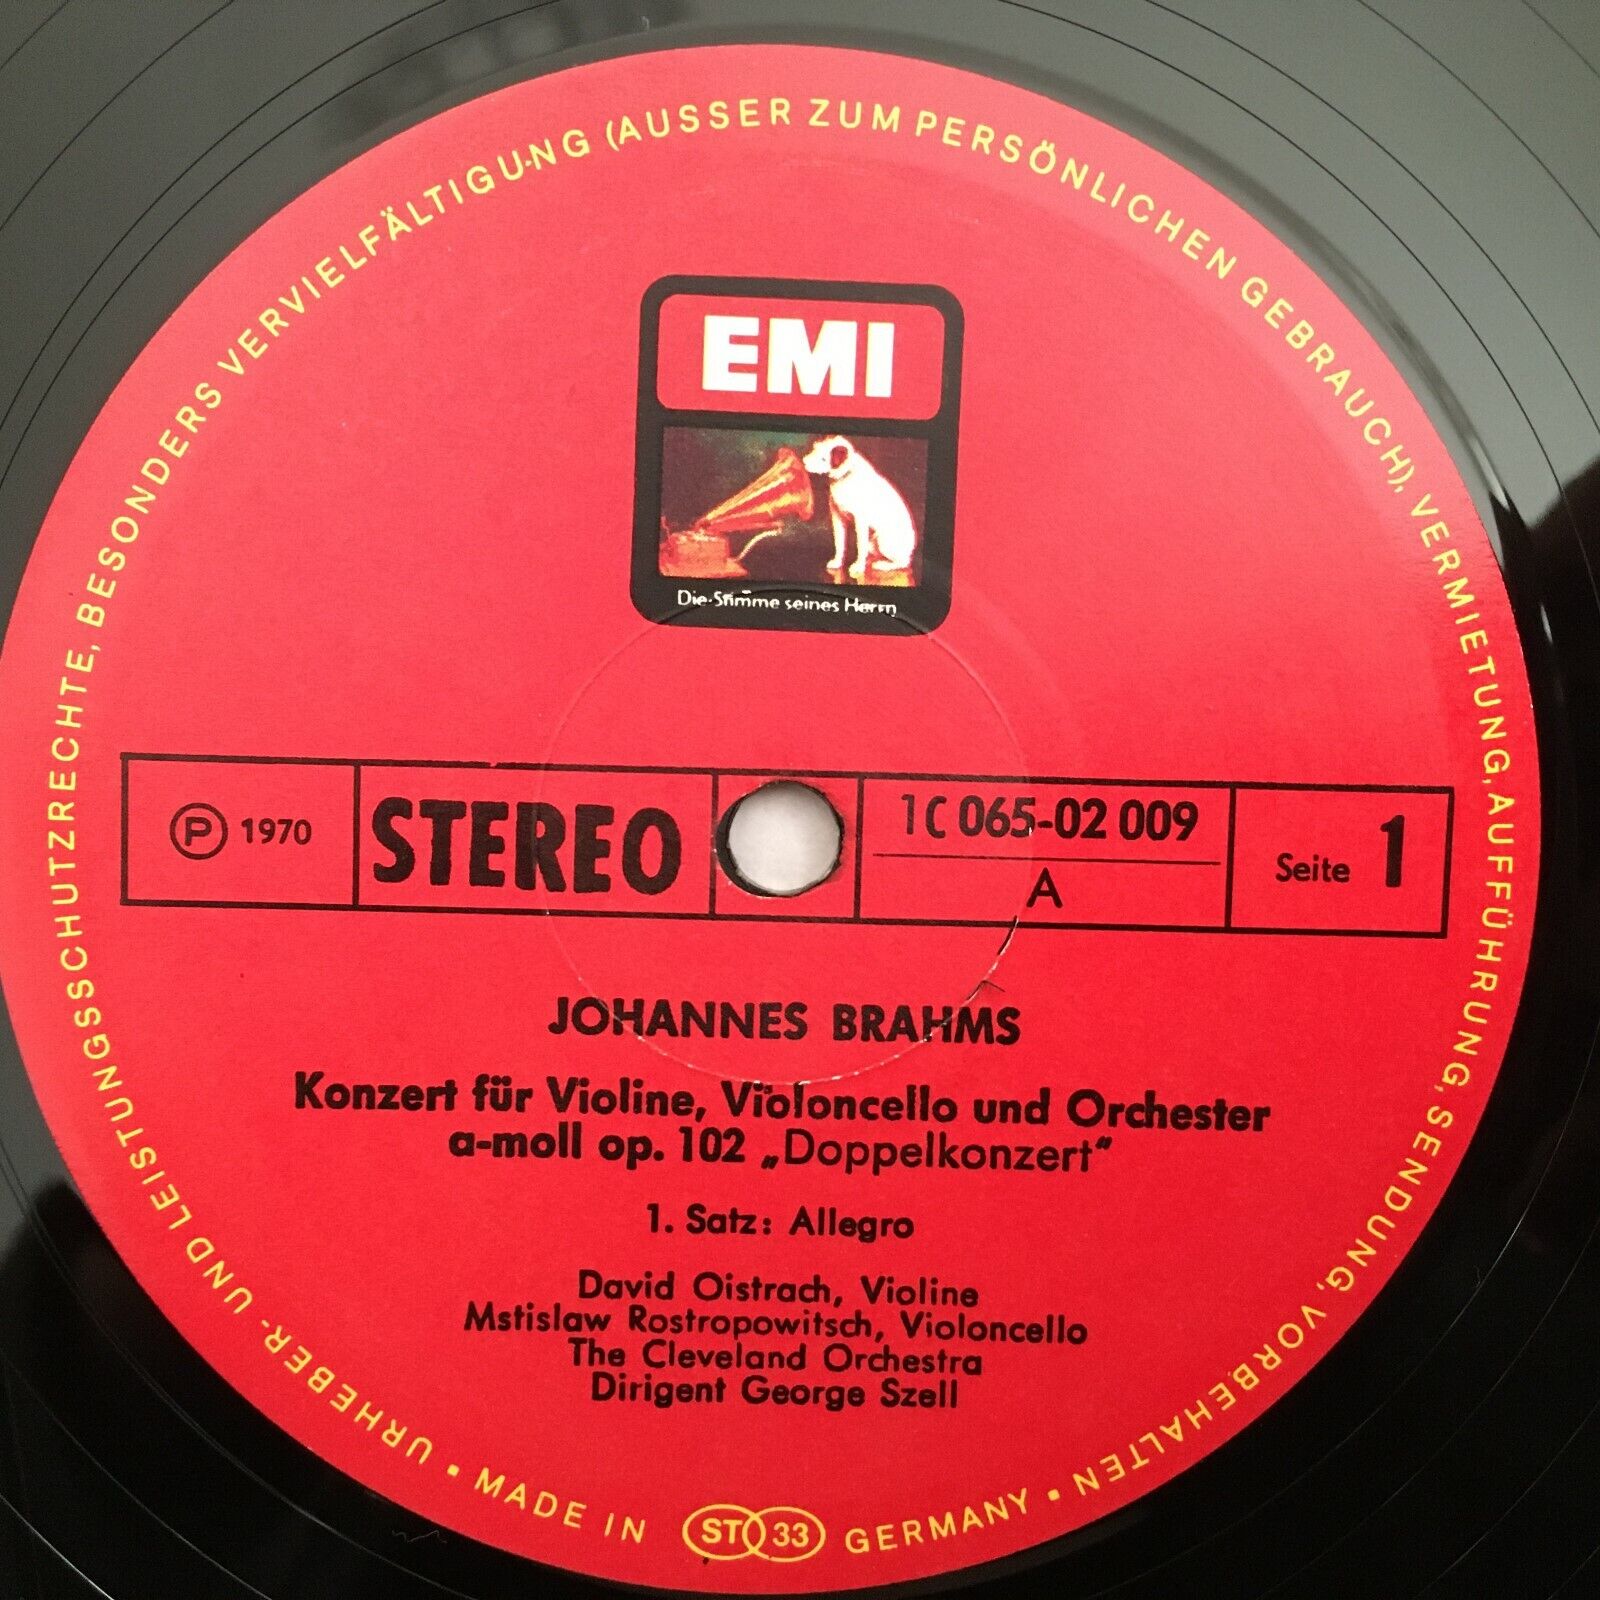 EMI
Die Stimme seines Herrn
Ⓟ 1970
STEREO
1C 065-02 009
A
Seite 1
JOHANNES BRAHMS
Konzert für Violine, Violoncello und Orchester
a-moll op. 102 „Doppelkonzert“
1. Satz: Allegro
David Oistrach, Violine
Mstislaw Rostropowitsch, Violoncello
The Cleveland Orchestra
Dirigent George Szell
URHEBER- UND LEISTUNGSSCHUTZRECHTE, BESONDERS VERVIELFÄLTIGUNG (AUSSER ZUM PERSÖNLICHEN GEBRAUCH), VERMIETUNG, AUFFÜHRUNG, SENDUNG, VORBEHALTEN •
MADE IN ST 33 GERMANY •